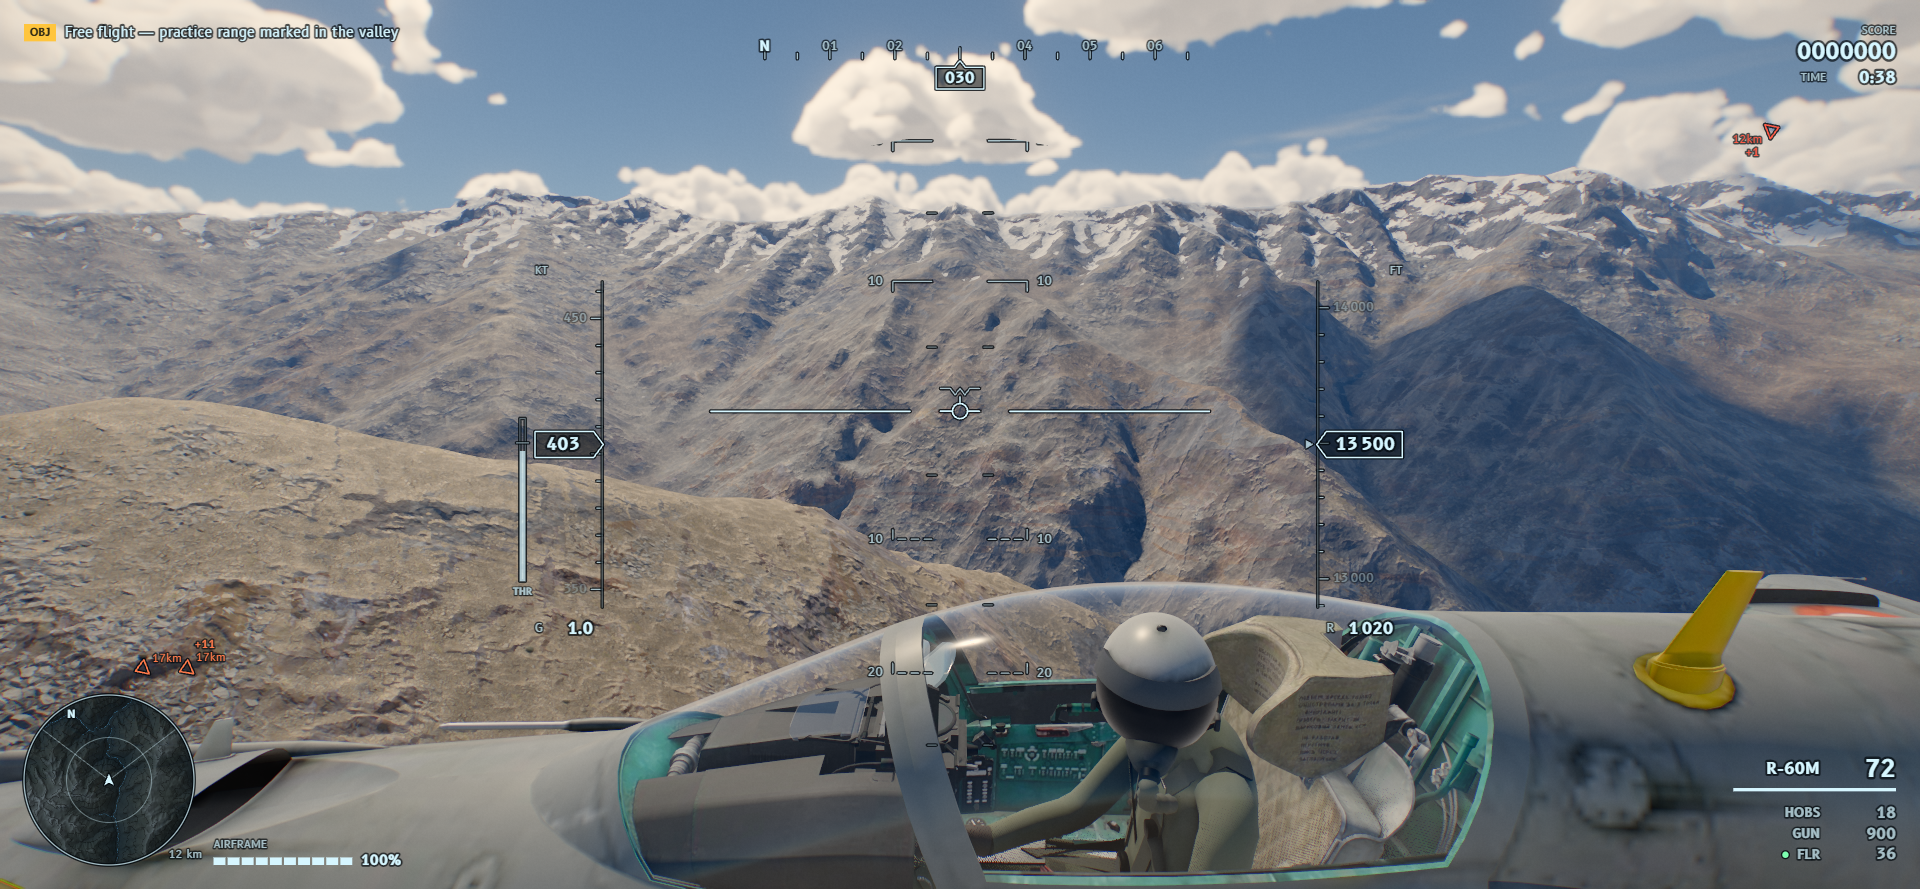 OBJ Free flight — practice range marked in the valley
N 01 02 04 05 06
030
SCORE
0000000
TIME 0:38
12km
+1
KT
FT
10 10
450
14 000
403
13 500
10 10
13 000
350
THR
G 1.0
R 1 020
+11
17km 17km
20 20
N
R-60M 72
HOBS 18
GUN 900
FLR 36
12 km
AIRFRAME
100%